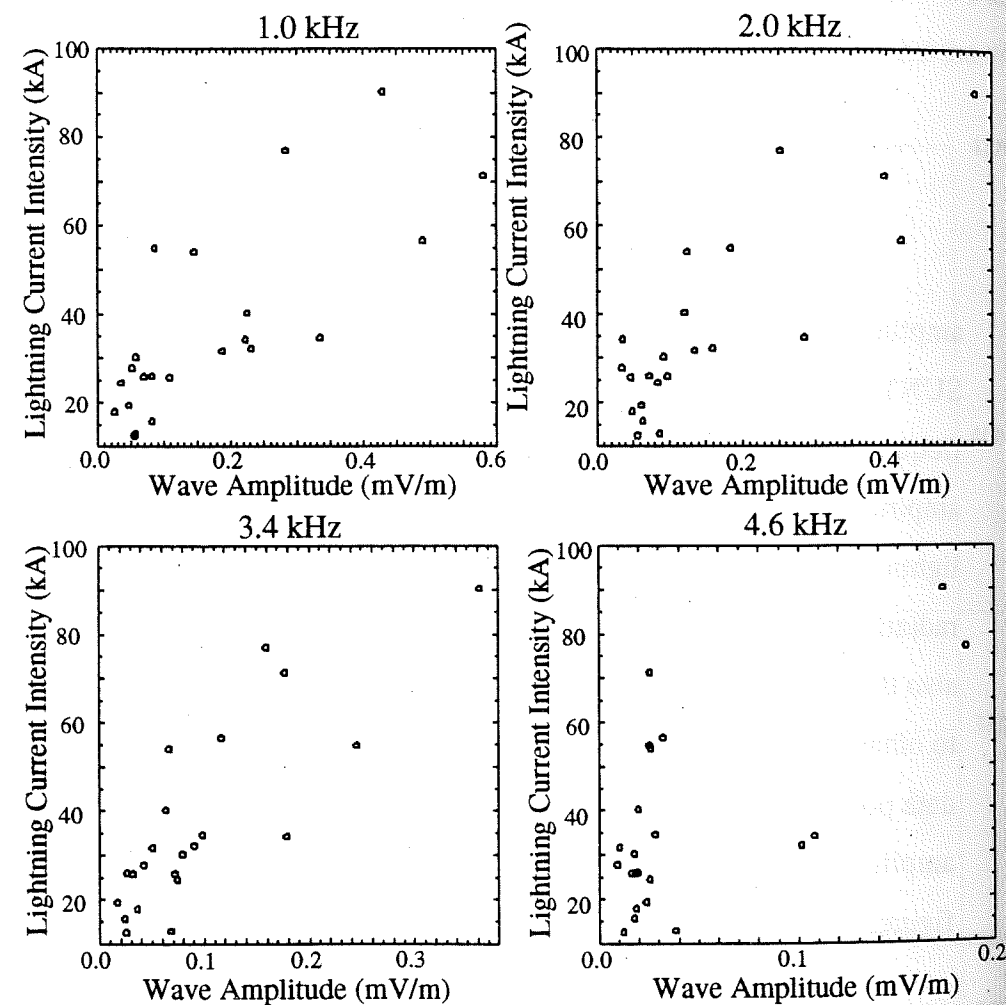 1.0 kHz
Lightning Current Intensity (kA)
100
80
60
40
20
0.0 0.2 0.4 0.6
Wave Amplitude (mV/m)
2.0 kHz
Lightning Current Intensity (kA)
100
80
60
40
20
0.0 0.2 0.4
Wave Amplitude (mV/m)
3.4 kHz
Lightning Current Intensity (kA)
100
80
60
40
20
0.0 0.1 0.2 0.3
Wave Amplitude (mV/m)
4.6 kHz
Lightning Current Intensity (kA)
100
80
60
40
20
0.0 0.1 0.2
Wave Amplitude (mV/m)